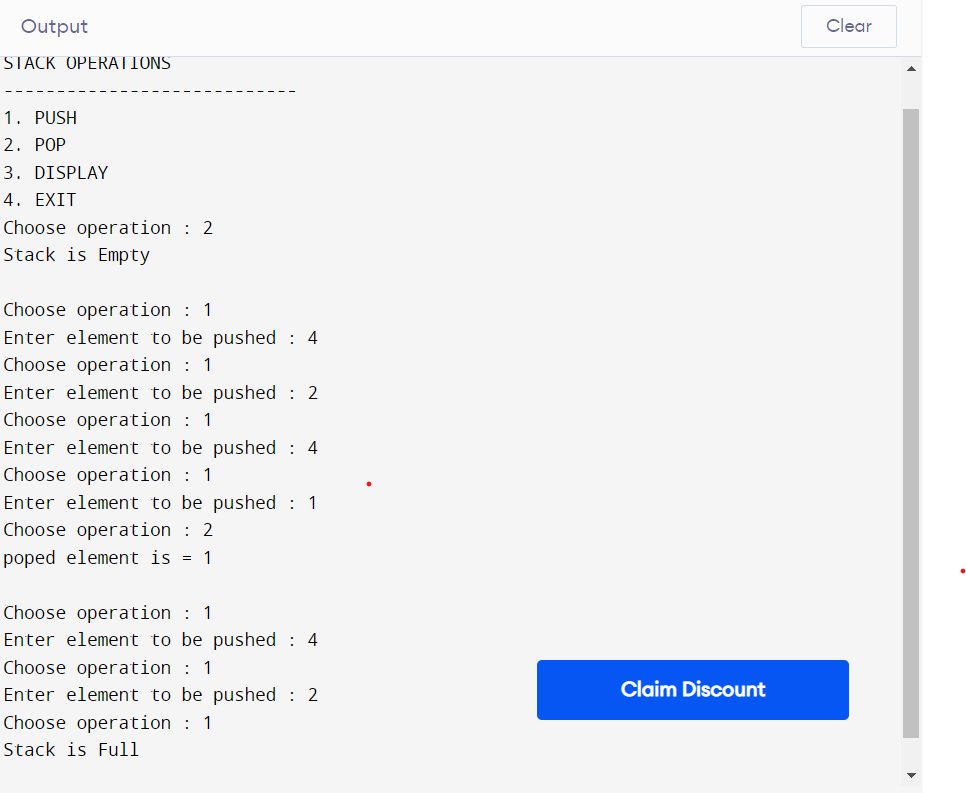 Output
Clear
STACK OPERATIONS
----------------------------
1. PUSH
2. POP
3. DISPLAY
4. EXIT
Choose operation : 2
Stack is Empty
Choose operation : 1
Enter element to be pushed : 4
Choose operation : 1
Enter element to be pushed : 2
Choose operation : 1
Enter element to be pushed : 4
Choose operation : 1
Enter element to be pushed : 1
Choose operation : 2
poped element is = 1
Choose operation : 1
Enter element to be pushed : 4
Choose operation : 1
Enter element to be pushed : 2
Choose operation : 1
Stack is Full
Claim Discount